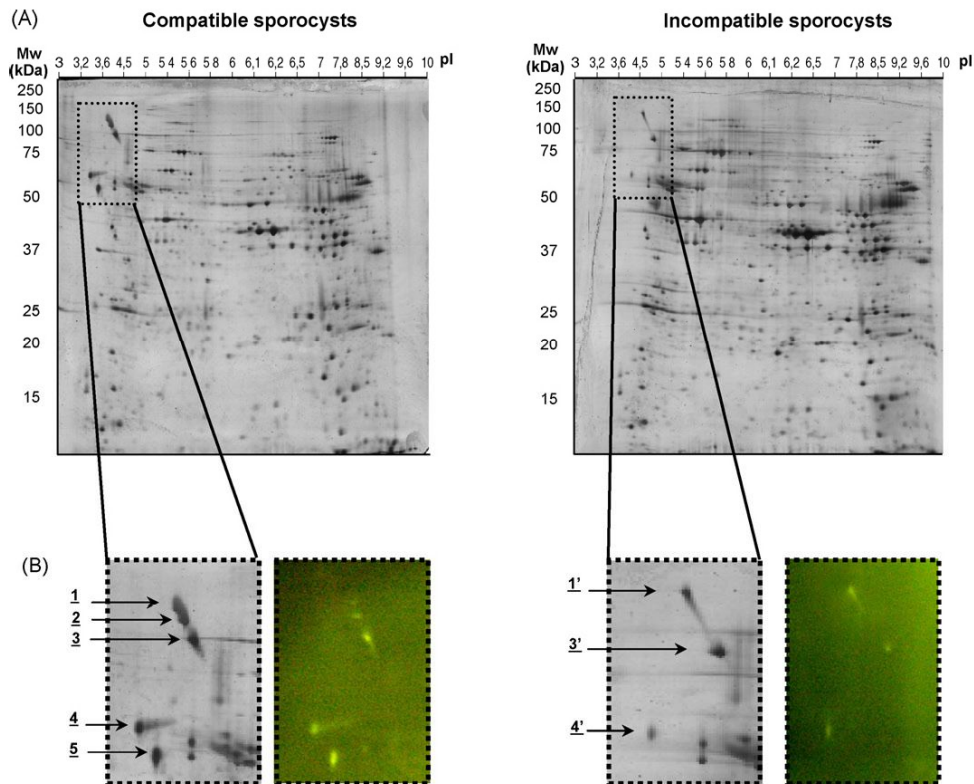 (A)
Compatible sporocysts
Incompatible sporocysts
Mw
(kDa)
3 3,2 3,6 4,5 5 5 4 5 6 5 8 6 6,1 6,2 6,5 7 7,8 8,5 9,2 9,6 10 pI
250
150
100
75
50
37
25
20
15
Mw
(kDa)
3 3,2 3,6 4,5 5 5 4 5 6 5 8 6 6,1 6,2 6,5 7 7,8 8,5 9,2 9.6 10 pI
250
150
100
75
50
37
25
20
15
(B)
1
2
3
4
5
1'
3'
4'